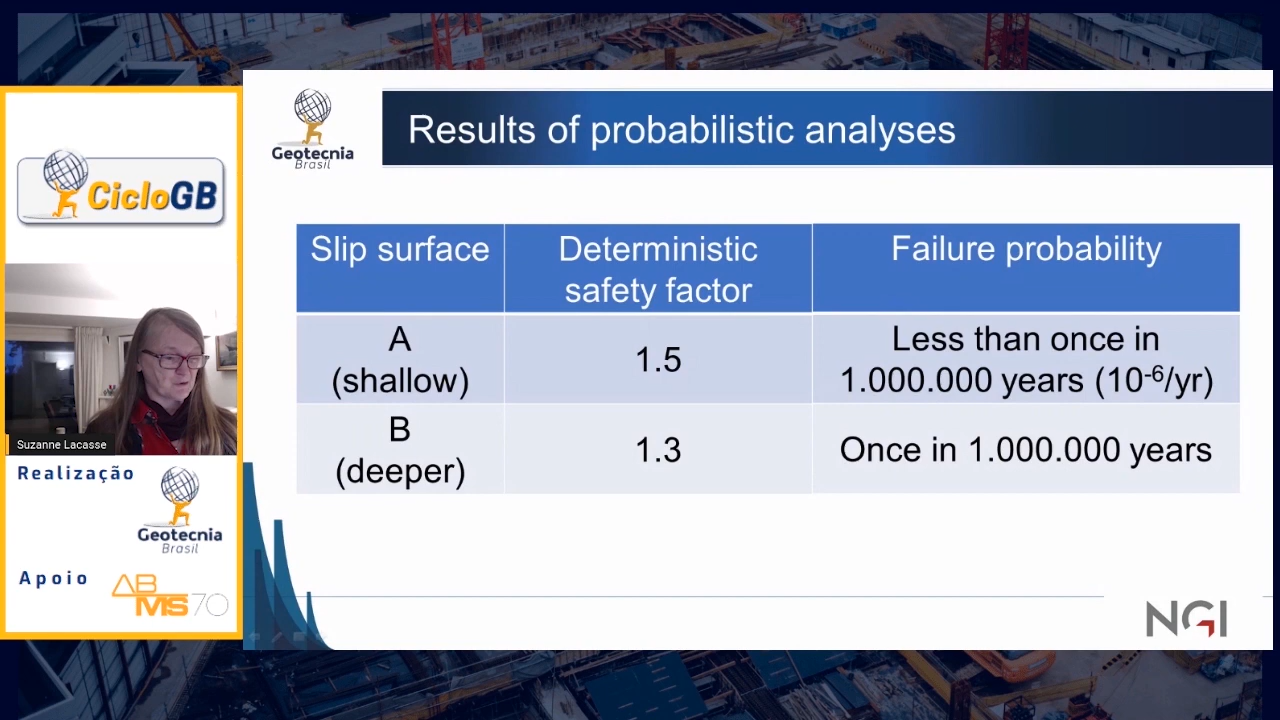 CicloGB
Suzanne Lacasse
Realização
Geotecnia
Brasil
Apoio
AB
MS70
Geotecnia
Brasil
Results of probabilistic analyses
Slip surface
Deterministic
safety factor
Failure probability
A
(shallow)
1.5
Less than once in
1.000.000 years (10⁻⁶/yr)
B
(deeper)
1.3
Once in 1.000.000 years
NGI